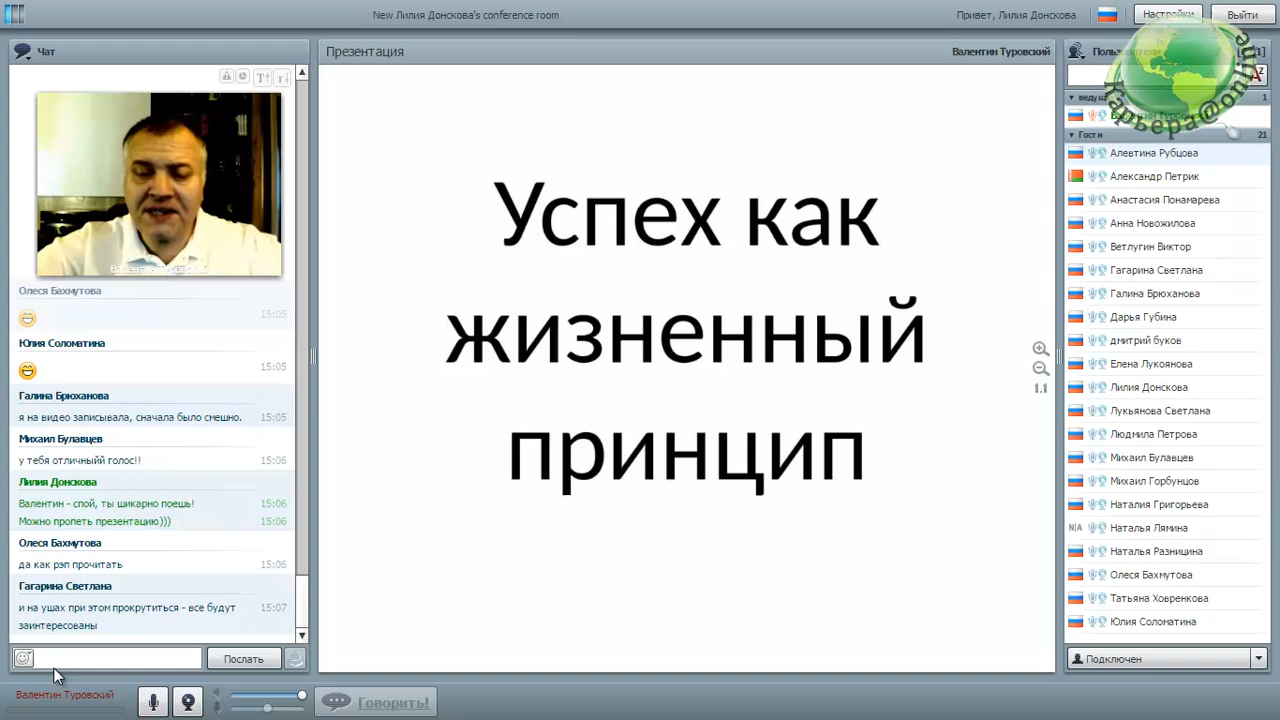 New Лилия Донскова's conference room
Привет, Лилия Донскова
Настройки
Выйти
Чат
Валентин Туровский
Олеся Бахмутова
15:05
Юлия Соломатина
15:05
Галина Брюханова
я на видео записывала, сначала было смешно. 15:05
Михаил Булавцев
у тебя отличныйй голос!! 15:06
Лилия Донскова
Валентин - спой, ты шикарно поешь! 15:06
Можно пропеть презентацию))) 15:06
Олеся Бахмутова
да как рэп прочитать 15:06
Гагарина Светлана
и на ушах при этом прокрутиться - все будут 15:07
заинтересованы
Послать
Валентин Туровский
Говорить!
Презентация
Валентин Туровский
Успех как
жизненный
принцип
1.1
Карьера@online
1
Гости 21
Алевтина Рубцова
Александр Петрик
Анастасия Понамарева
Анна Новожилова
Ветлугин Виктор
Гагарина Светлана
Галина Брюханова
Дарья Губина
дмитрий буков
Елена Лукоянова
Лилия Донскова
Лукьянова Светлана
Людмила Петрова
Михаил Булавцев
Михаил Горбунцов
Наталия Григорьева
N|A Наталья Лямина
Наталья Разницина
Олеся Бахмутова
Татьяна Ховренкова
Юлия Соломатина
Подключен